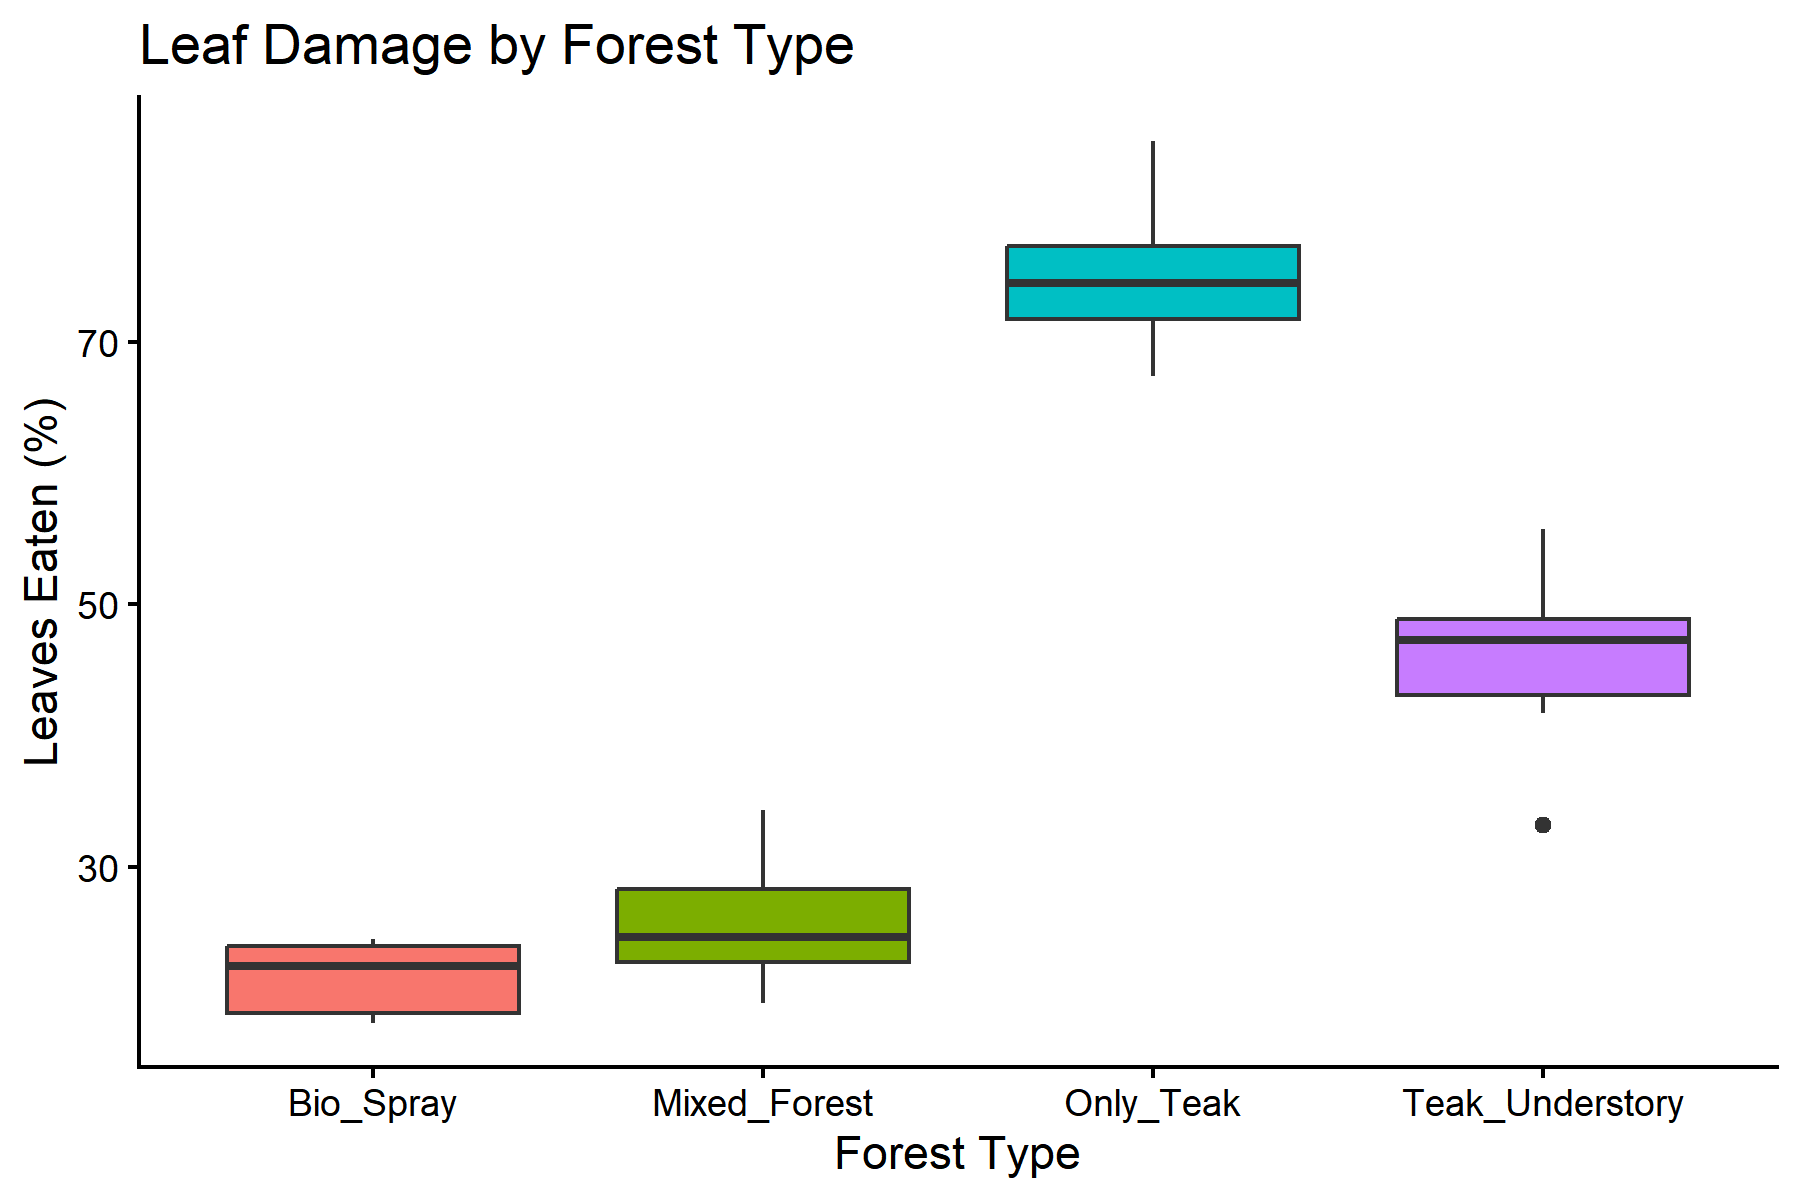 Leaf Damage by Forest Type
Leaves Eaten (%)
70
50
30
Bio_Spray
Mixed_Forest
Only_Teak
Teak_Understory
Forest Type